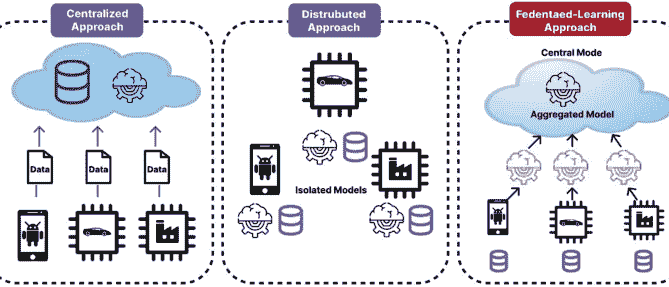 Centralized
Approach
Data
Data
Data
Distrubuted
Approach
Isolated Models
Fedentaed-Learning
Approach
Central Mode
Aggregated Model